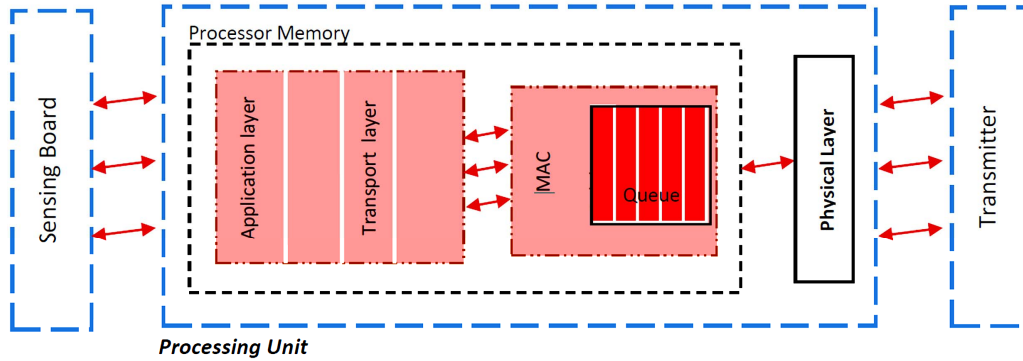 Processor Memory
Sensing Board
Application layer
Transport layer
MAC
Queue
Physical Layer
Transmitter
Processing Unit